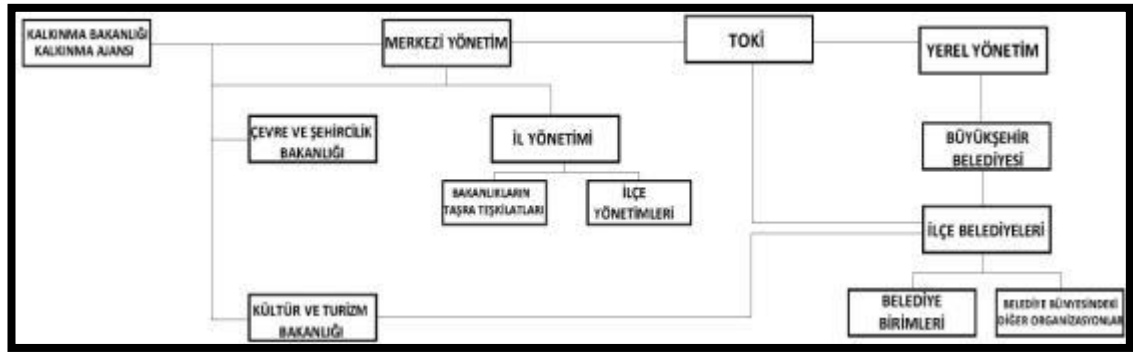 KALKINMA BAKANLIĞI
KALKINMA AJANSI
MERKEZİ YÖNETİM
TOKİ
YEREL YÖNETİM
ÇEVRE VE ŞEHİRCİLİK
BAKANLIĞI
İL YÖNETİMİ
BÜYÜKŞEHİR
BELEDİYESİ
BAKANLIKLARIN
TAŞRA TEŞKİLATLARI
İLÇE
YÖNETİMLERİ
İLÇE BELEDİYELERİ
KÜLTÜR VE TURİZM
BAKANLIĞI
BELEDİYE
BİRİMLERİ
BELEDİYE BÜNYESİNDEKİ
DİĞER ORGANİZASYONLAR